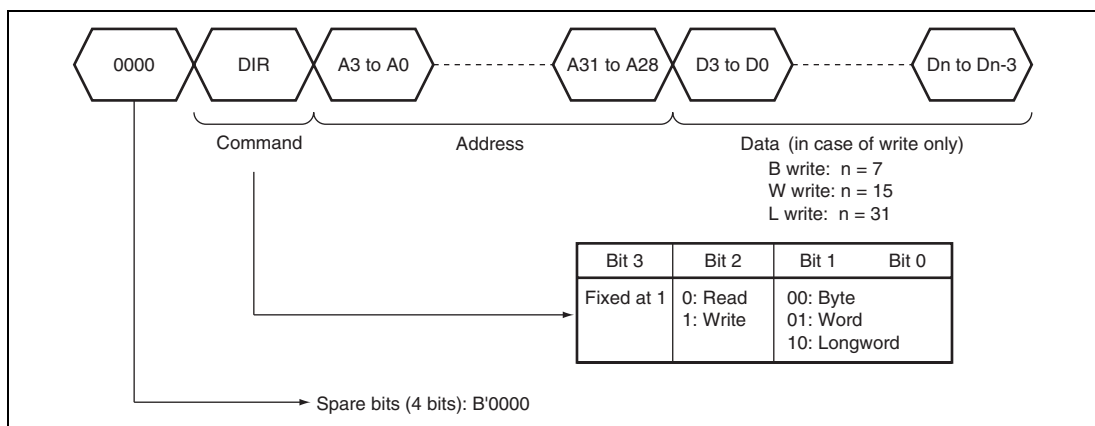 0000 DIR A3 to A0 A31 to A28 D3 to D0 Dn to Dn-3
Command Address Data (in case of write only)
B write: n = 7
W write: n = 15
L write: n = 31
Bit 3 Bit 2 Bit 1 Bit 0
Fixed at 1 0: Read 00: Byte
1: Write 01: Word
10: Longword
Spare bits (4 bits): B'0000